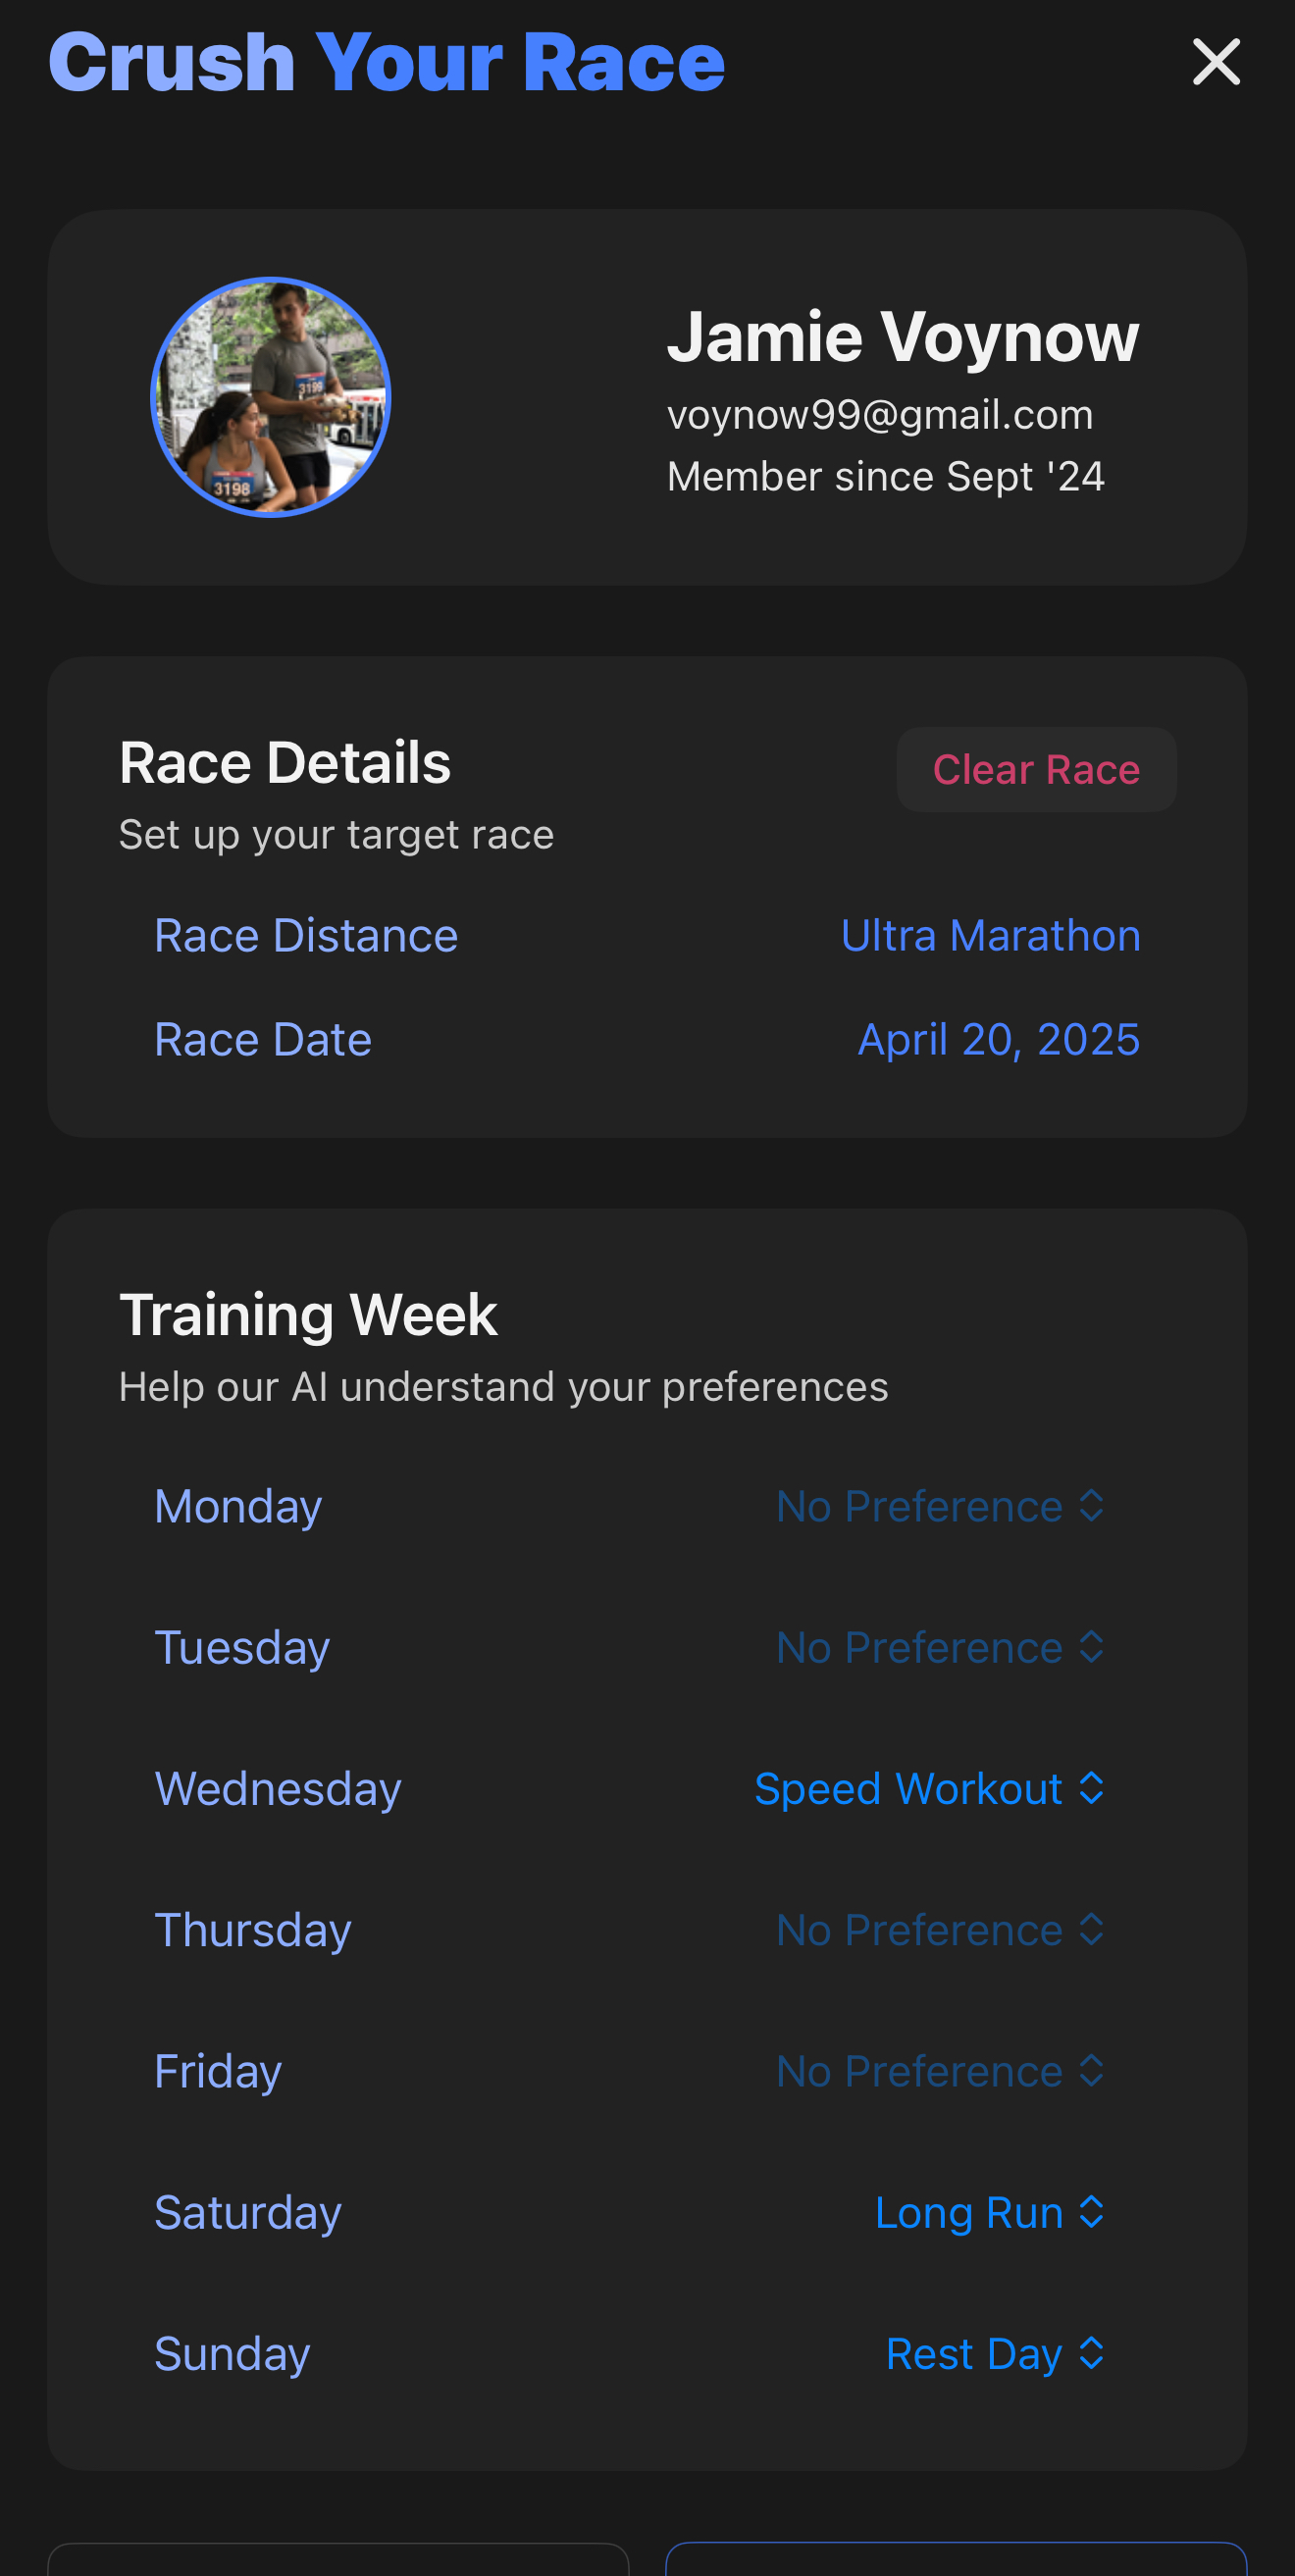 Crush Your Race
3199
3198
Jamie Voynow
voynow99@gmail.com
Member since Sept '24
Race Details
Clear Race
Set up your target race
Race Distance Ultra Marathon
Race Date April 20, 2025
Training Week
Help our AI understand your preferences
Monday No Preference
Tuesday No Preference
Wednesday Speed Workout
Thursday No Preference
Friday No Preference
Saturday Long Run
Sunday Rest Day